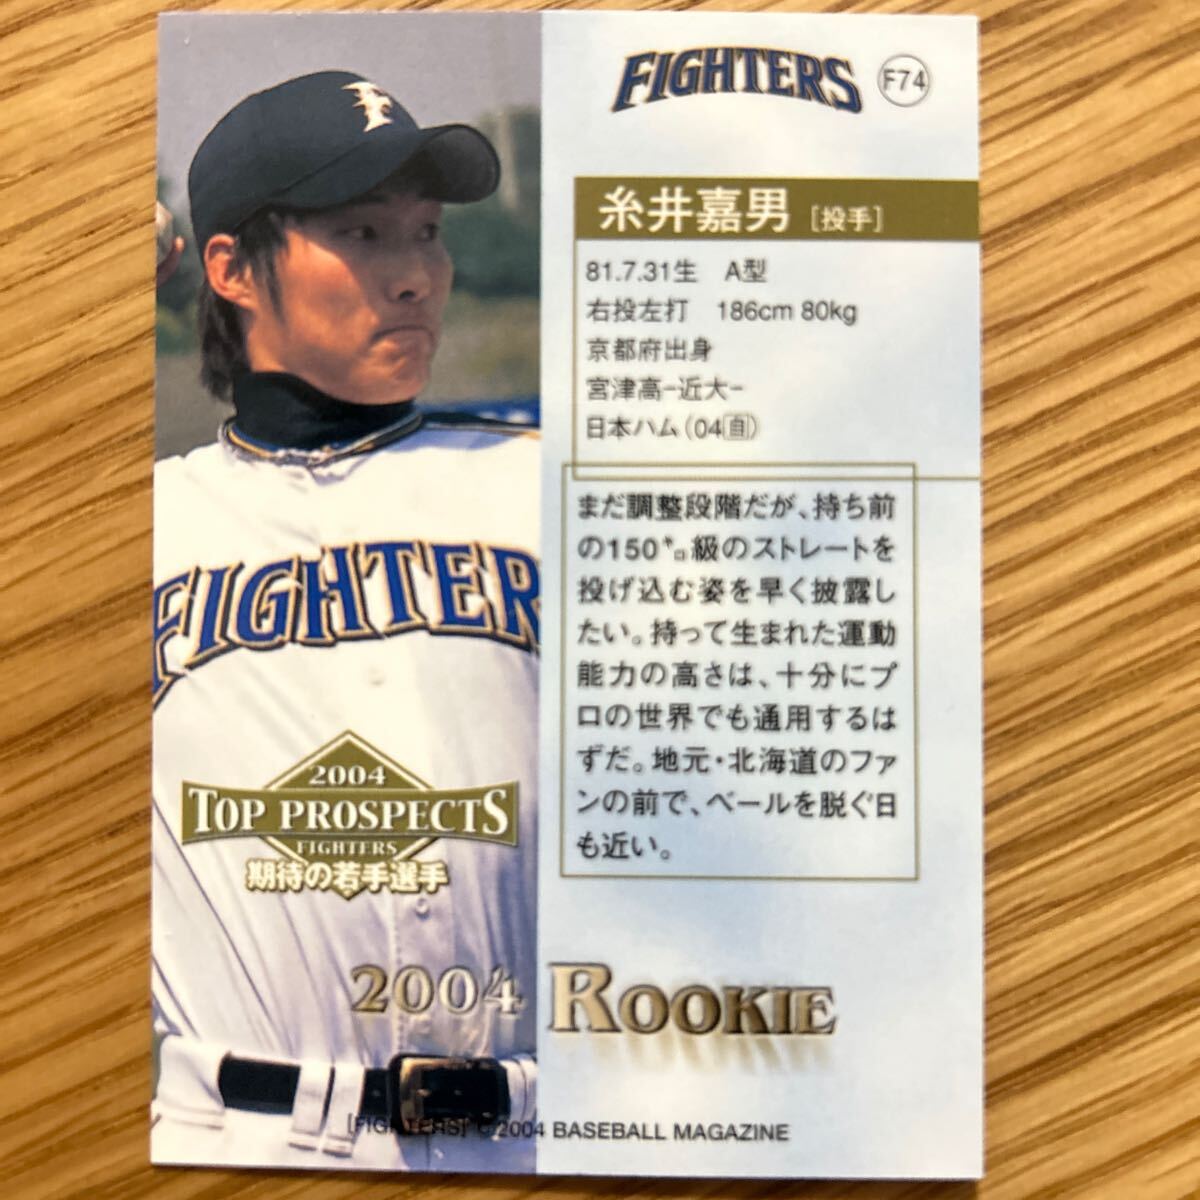 F
FIGHTERS F74
糸井嘉男 [投手]
81.7.31生 A型
右投左打 186cm 80kg
京都府出身
宮津高−近大−
日本ハム(04自)
まだ調整段階だが、持ち前
の150㌔級のストレートを
投げ込む姿を早く披露し
たい。持って生まれた運動
能力の高さは、十分にプ
ロの世界でも通用するは
ずだ。地元・北海道のファ
ンの前で、ベールを脱ぐ日
も近い。
FIGHTER
2004
TOP PROSPECTS
FIGHTERS
期待の若手選手
2004 ROOKIE
[FIGHTERS] © 2004 BASEBALL MAGAZINE